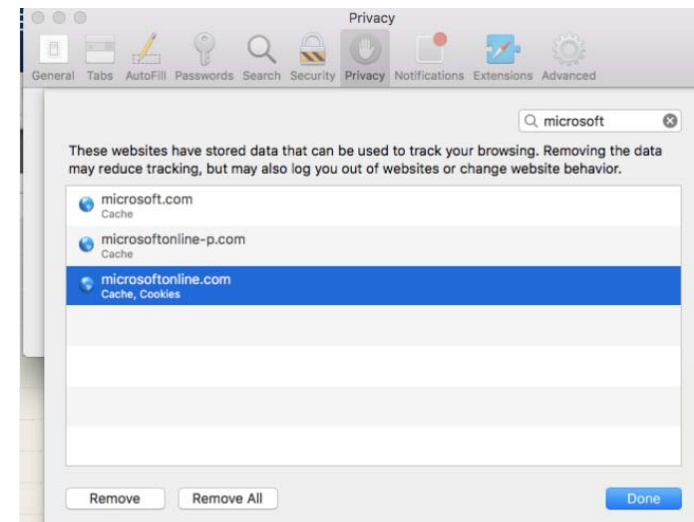 Privacy
General Tabs AutoFill Passwords Search Security Privacy Notifications Extensions Advanced
microsoft
These websites have stored data that can be used to track your browsing. Removing the data
may reduce tracking, but may also log you out of websites or change website behavior.
microsoft.com
Cache
microsoftonline-p.com
Cache
microsoftonline.com
Cache, Cookies
Remove Remove All Done